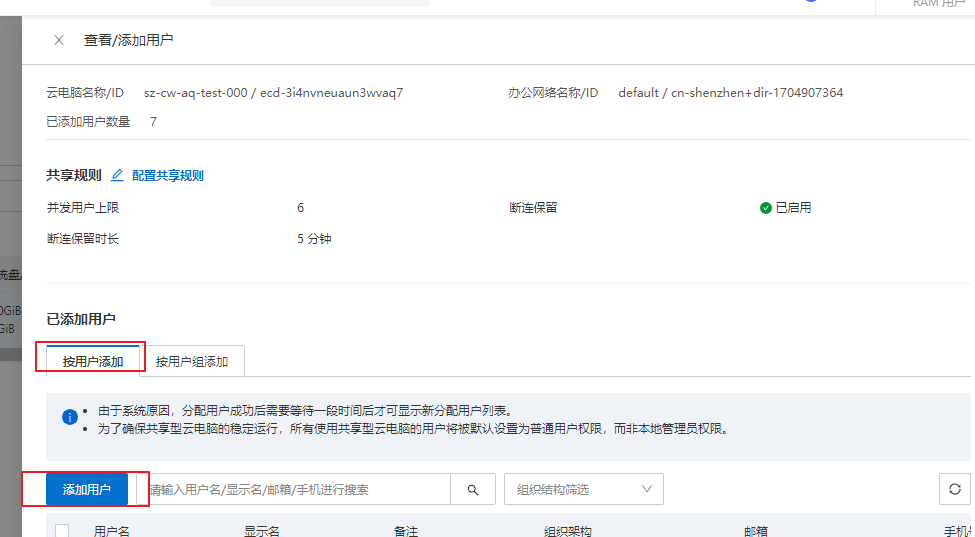 RAM 用户
查看/添加用户
云电脑名称/ID sz-cw-aq-test-000 / ecd-3i4nvneuaun3wvaq7 办公网络名称/ID default / cn-shenzhen+dir-1704907364
已添加用户数量 7
共享规则 配置共享规则
并发用户上限 6 断连保留 已启用
断连保留时长 5 分钟
统盘
GiB
GiB
已添加用户
按用户添加 按用户组添加
由于系统原因，分配用户成功后需要等待一段时间后才可显示新分配用户列表。
为了确保共享型云电脑的稳定运行，所有使用共享型云电脑的用户将被默认设置为普通用户权限，而非本地管理员权限。
添加用户 请输入用户名/显示名/邮箱/手机进行搜索 组织结构筛选
用户名 显示名 备注 组织架构 邮箱 手机